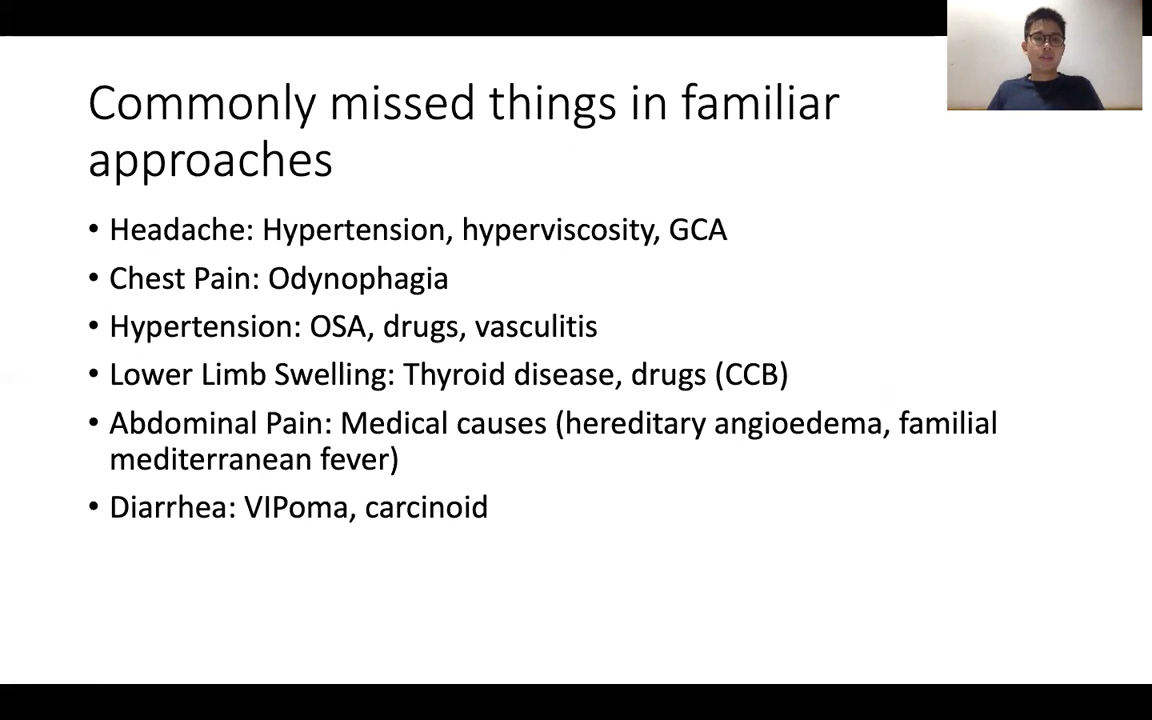 Commonly missed things in familiar
approaches
• Headache: Hypertension, hyperviscosity, GCA
• Chest Pain: Odynophagia
• Hypertension: OSA, drugs, vasculitis
• Lower Limb Swelling: Thyroid disease, drugs (CCB)
• Abdominal Pain: Medical causes (hereditary angioedema, familial
mediterranean fever)
• Diarrhea: VIPoma, carcinoid